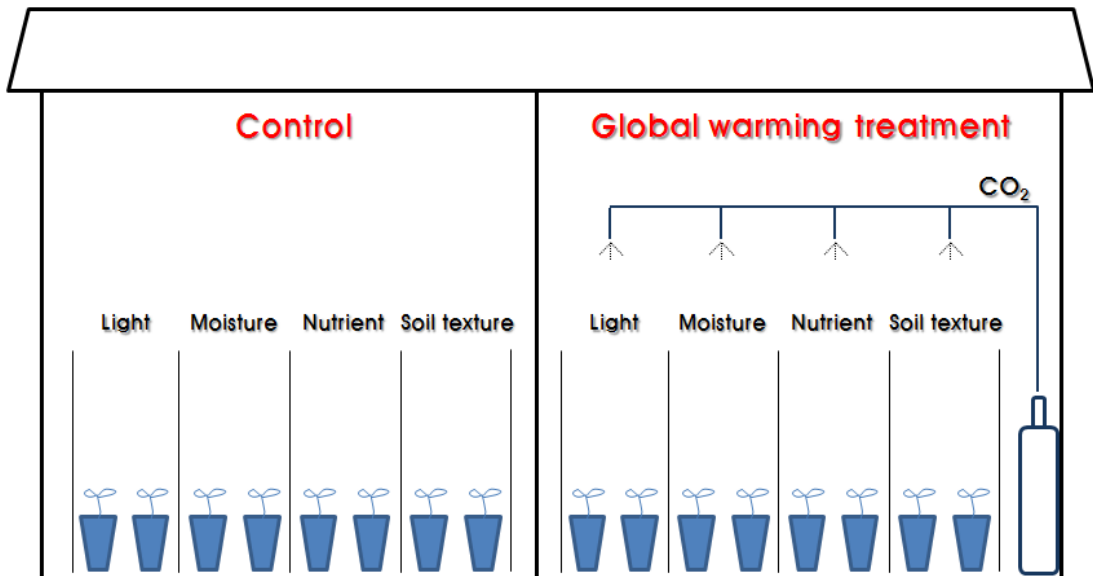 Control
Global warming treatment
CO₂
Light Moisture Nutrient Soil texture
Light Moisture Nutrient Soil texture